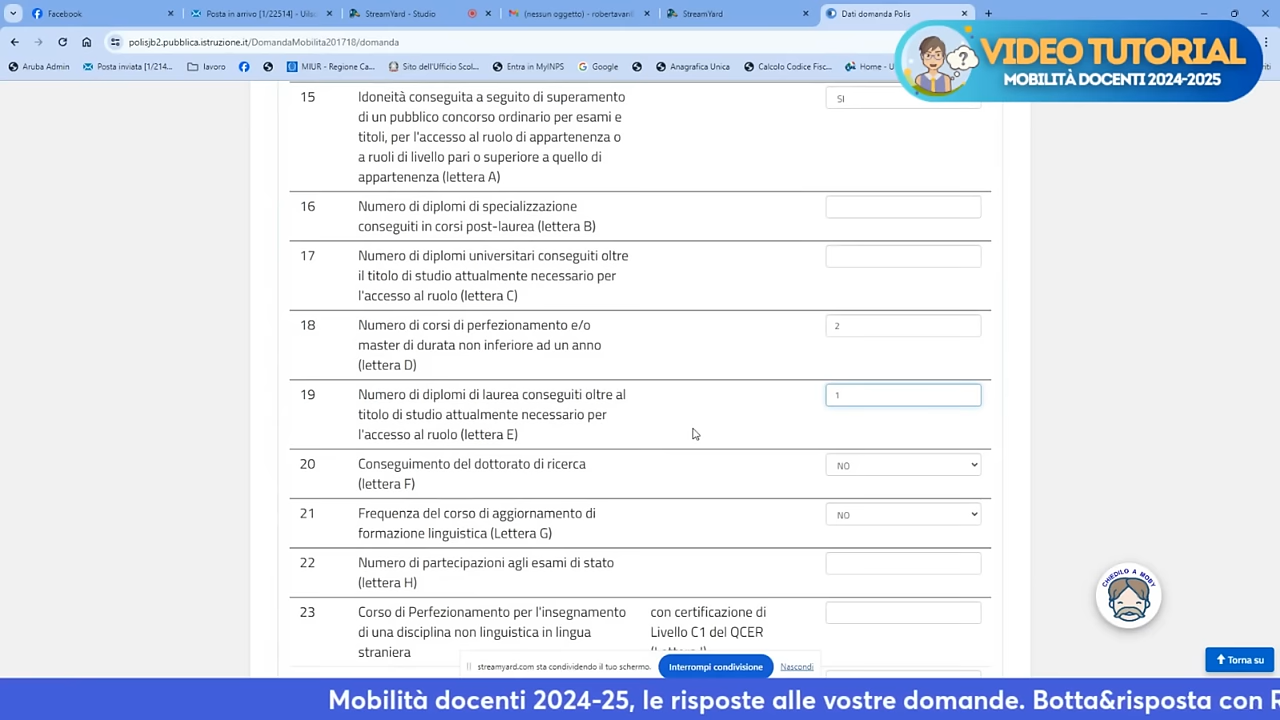 Facebook
Posta in arrivo [1/22514] - Uilsc
StreamYard - Studio
(nessun oggetto) - robertavaril
StreamYard
Dati domanda Polis
polisjb2.pubblica.istruzione.it/DomandaMobilita201718/domanda
Aruba Admin
Posta inviata [1/214...
lavoro
MIUR - Regione Ca...
Sito dell'Ufficio Scol...
Entra in MyINPS
Google
Anagrafica Unica
Calcolo Codice Fisc...
Home - U
VIDEO TUTORIAL
MOBILITÀ DOCENTI 2024-2025
15 Idoneità conseguita a seguito di superamento SI
di un pubblico concorso ordinario per esami e
titoli, per l'accesso al ruolo di appartenenza o
a ruoli di livello pari o superiore a quello di
appartenenza (lettera A)
16 Numero di diplomi di specializzazione
conseguiti in corsi post-laurea (lettera B)
17 Numero di diplomi universitari conseguiti oltre
il titolo di studio attualmente necessario per
l'accesso al ruolo (lettera C)
18 Numero di corsi di perfezionamento e/o 2
master di durata non inferiore ad un anno
(lettera D)
19 Numero di diplomi di laurea conseguiti oltre al 1
titolo di studio attualmente necessario per
l'accesso al ruolo (lettera E)
20 Conseguimento del dottorato di ricerca NO
(lettera F)
21 Frequenza del corso di aggiornamento di NO
formazione linguistica (Lettera G)
22 Numero di partecipazioni agli esami di stato
(lettera H)
23 Corso di Perfezionamento per l'insegnamento con certificazione di
di una disciplina non linguistica in lingua Livello C1 del QCER
straniera
CHIEDILO A MOBY
streamyard.com sta condividendo il tuo schermo. Interrompi condivisione Nascondi
Torna su
Mobilità docenti 2024-25, le risposte alle vostre domande. Botta&risposta con